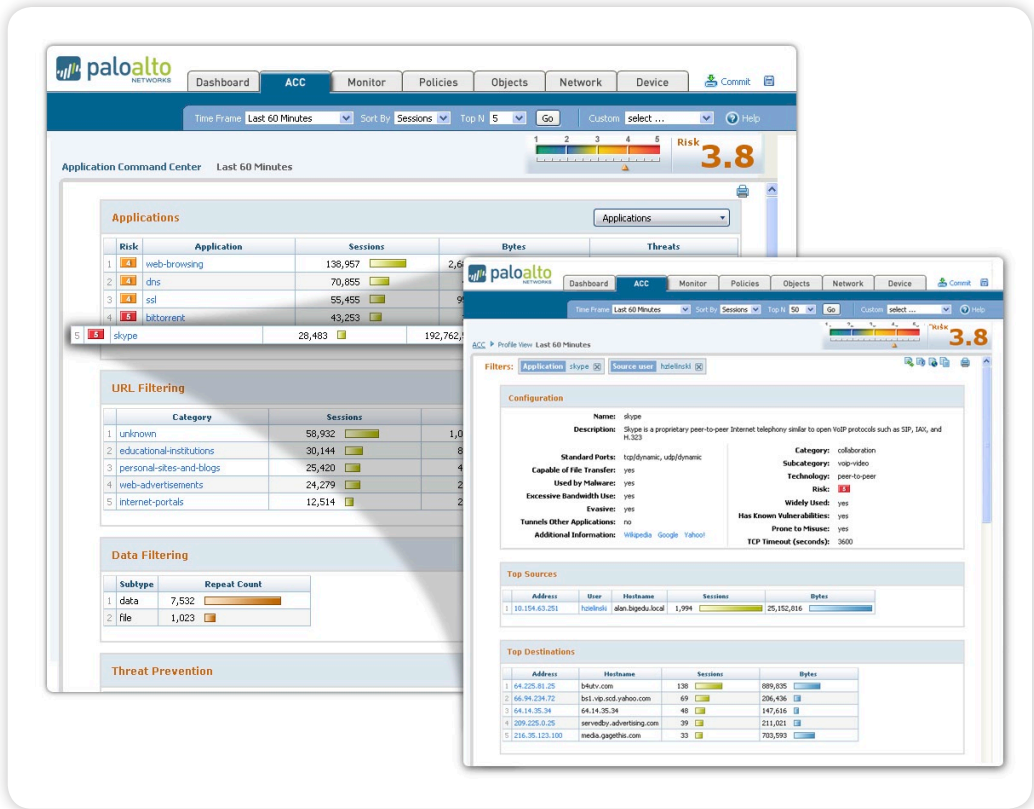 paloalto
NETWORKS
Dashboard ACC Monitor Policies Objects Network Device Commit
Time Frame Last 60 Minutes Sort By Sessions Top N 5 Go Custom select ... Help
1 2 3 4 5 Risk 3.8
Application Command Center Last 60 Minutes
Applications Applications
Risk Application Sessions Bytes Threats
1 4 web-browsing 138,957
2 4 dns 70,855
3 4 ssl 55,455
4 5 bittorrent 43,253
5 5 skype 28,483 192,762,
URL Filtering
Category Sessions
1 unknown 58,932 1,0
2 educational-institutions 30,144 8
3 personal-sites-and-blogs 25,420 4
4 web-advertisements 24,279 2
5 internet-portals 12,514 2
Data Filtering
Subtype Repeat Count
1 data 7,532
2 file 1,023
Threat Prevention
paloalto
NETWORKS
Dashboard ACC Monitor Policies Objects Network Device Commit
Time Frame Last 60 Minutes Sort By Sessions Top N 50 Go Custom select ... Help
Risk 3.8
ACC Profile View Last 60 Minutes
Filters: Application skype Source user hzielinski
Configuration
Name: skype
Description: Skype is a proprietary peer-to-peer Internet telephony similar to open VoIP protocols such as SIP, IAX, and
H.323
Standard Ports: tcp/dynamic, udp/dynamic
Capable of File Transfer: yes
Used by Malware: yes
Excessive Bandwidth Use: yes
Evasive: yes
Tunnels Other Applications: no
Additional Information: Wikipedia Google Yahoo!
Category: collaboration
Subcategory: voip-video
Technology: peer-to-peer
Risk: 5
Widely Used: yes
Has Known Vulnerabilities: yes
Prone to Misuse: yes
TCP Timeout (seconds): 3600
Top Sources
Address User Hostname Sessions Bytes
1 10.154.63.251 hzielinski alan.bigedu.local 1,994 25,152,816
Top Destinations
Address Hostname Sessions Bytes
1 64.225.81.25 b4utv.com 138 889,835
2 66.94.234.72 bs1.vip.scd.yahoo.com 69 206,436
3 64.14.35.34 64.14.35.34 48 147,616
4 209.225.0.25 servedby.advertising.com 39 211,021
5 216.35.123.100 media.gagethis.com 33 703,593